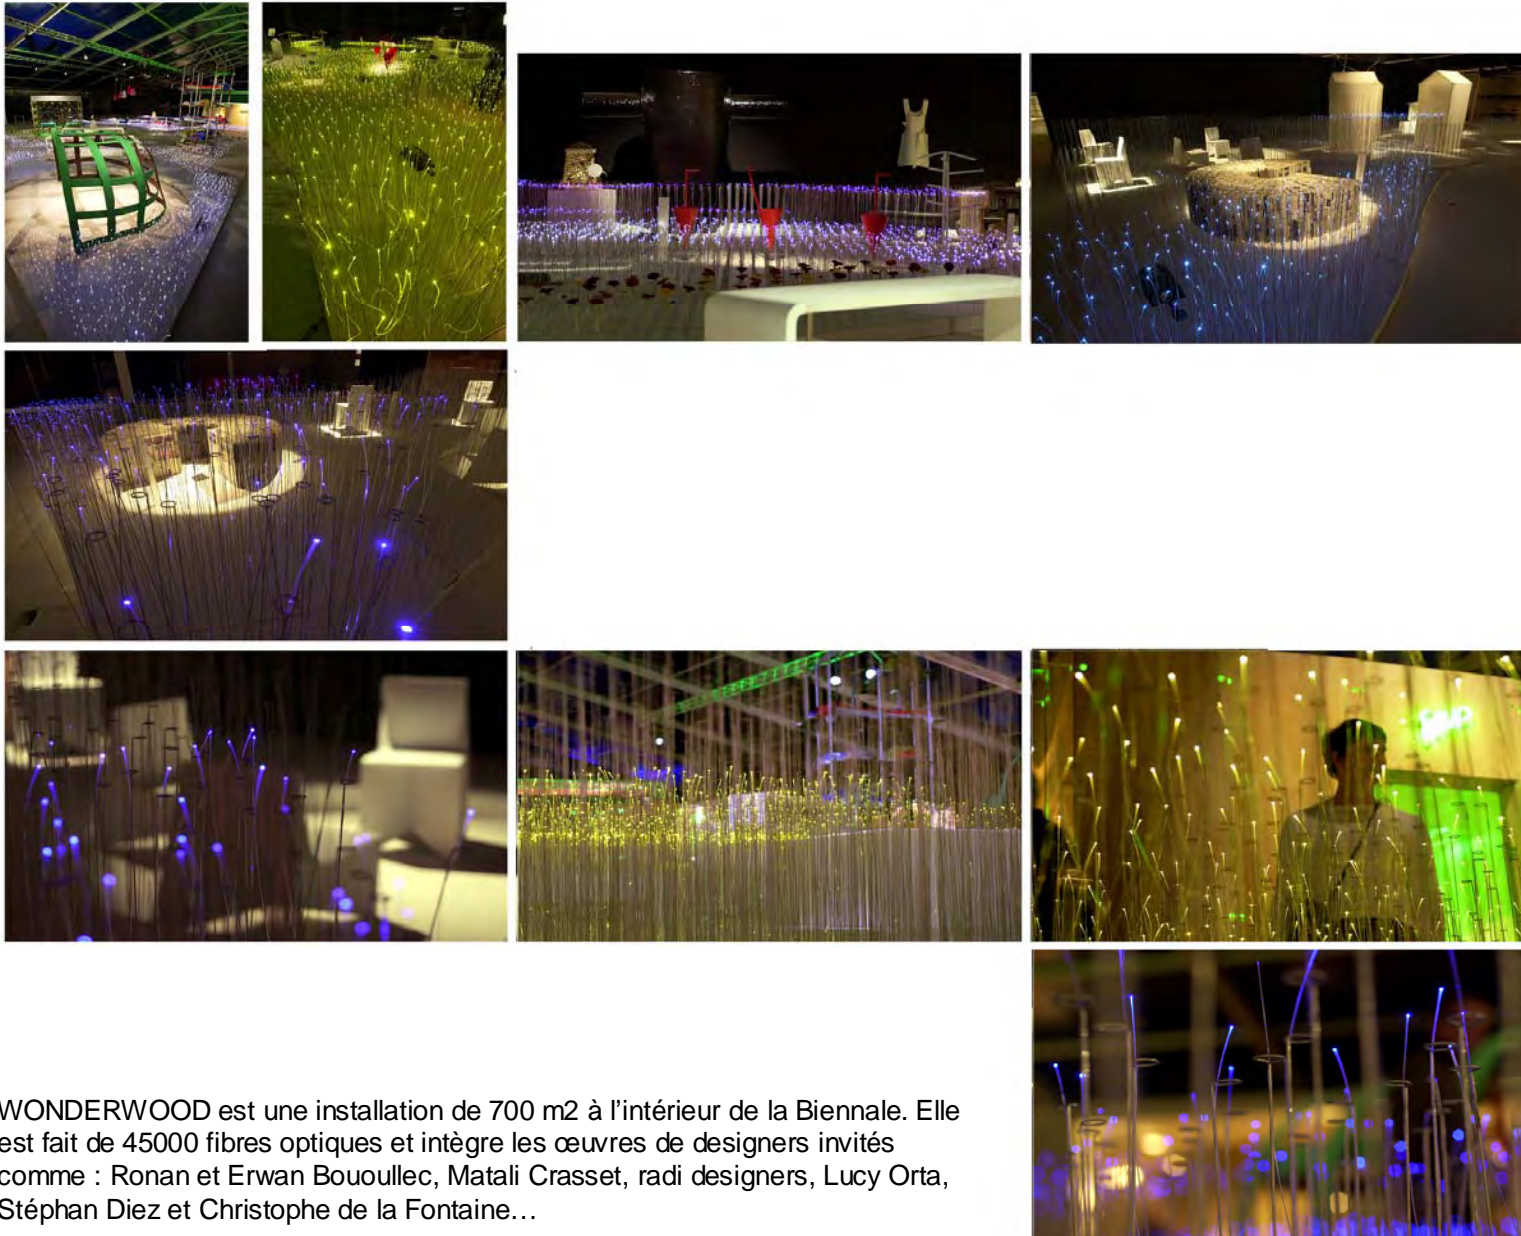 WONDERWOOD est une installation de 700 m2 à l’intérieur de la Biennale. Elle
est fait de 45000 fibres optiques et intègre les œuvres de designers invités
comme : Ronan et Erwan Bououllec, Matali Crasset, radi designers, Lucy Orta,
Stéphan Diez et Christophe de la Fontaine…